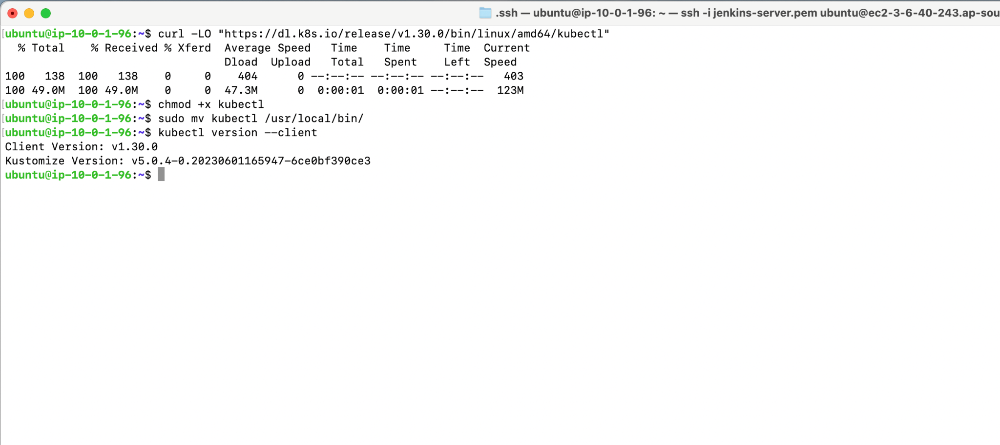 .ssh — ubuntu@ip-10-0-1-96: ~ — ssh -i jenkins-server.pem ubuntu@ec2-3-6-40-243.ap-sou
[ubuntu@ip-10-0-1-96:~$ curl -LO "https://dl.k8s.io/release/v1.30.0/bin/linux/amd64/kubectl"
  % Total    % Received % Xferd  Average Speed   Time    Time     Time  Current
                                 Dload  Upload   Total   Spent    Left  Speed
100   138  100   138    0     0    404      0 --:--:-- --:--:-- --:--:--   403
100 49.0M  100 49.0M    0     0  47.3M      0  0:00:01  0:00:01 --:--:--  123M
[ubuntu@ip-10-0-1-96:~$ chmod +x kubectl
[ubuntu@ip-10-0-1-96:~$ sudo mv kubectl /usr/local/bin/
[ubuntu@ip-10-0-1-96:~$ kubectl version --client
Client Version: v1.30.0
Kustomize Version: v5.0.4-0.20230601165947-6ce0bf390ce3
ubuntu@ip-10-0-1-96:~$